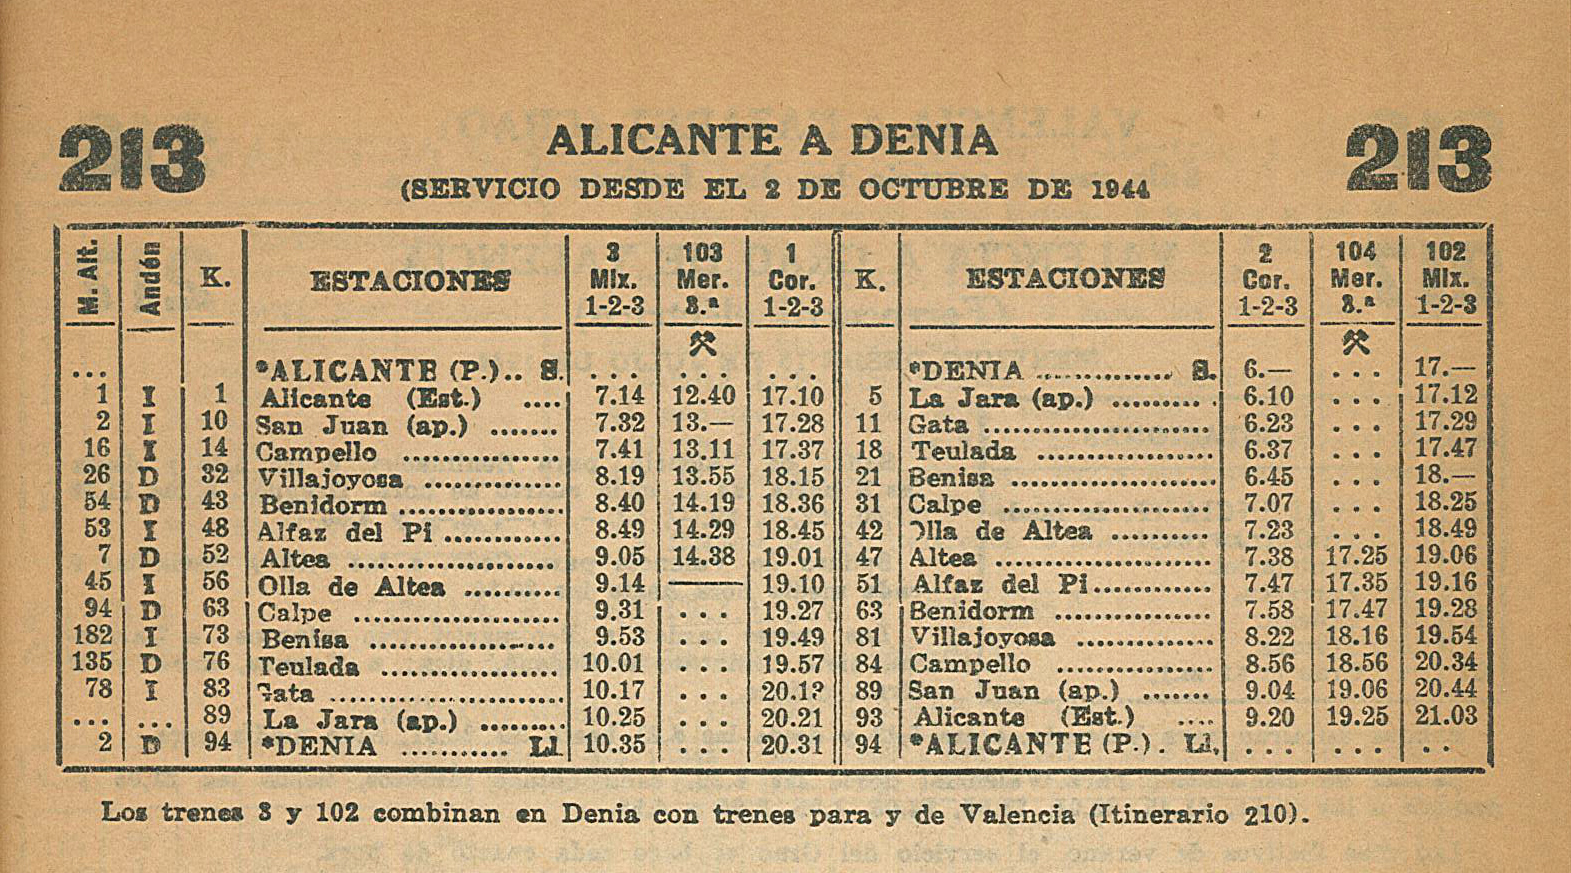 213 ALICANTE A DENIA 213
(SERVICIO DESDE EL 2 DE OCTUBRE DE 1944
M. Alt. Andén K. ESTACIONES 3 Mix. 1-2-3 103 Mer. 3.ª 1 Cor. 1-2-3 K. ESTACIONES 2 Cor. 1-2-3 104 Mer. 3.ª 102 Mix. 1-2-3
... *ALICANTE (P.).. S. ... ... ... *DENIA .............. S. 6.— ... 17.—
1 I 1 Alicante (Est.) .... 7.14 12.40 17.10 5 La Jara (ap.) .......... 6.10 ... 17.12
2 I 10 San Juan (ap.) ....... 7.32 13.— 17.28 11 Gata ....................... 6.23 ... 17.29
16 I 14 Campello ................ 7.41 13.11 17.37 18 Teulada .................. 6.37 ... 17.47
26 D 32 Villajoyosa .............. 8.19 13.55 18.15 21 Benisa ..................... 6.45 ... 18.—
54 D 43 Benidorm ................. 8.40 14.19 18.36 31 Calpe ...................... 7.07 ... 18.25
53 I 48 Alfaz del Pi ............ 8.49 14.29 18.45 42 Olla de Altea .......... 7.23 ... 18.49
7 D 52 Altea ...................... 9.05 14.38 19.01 47 Altea ...................... 7.38 17.25 19.06
45 I 56 Olla de Altea .......... 9.14 —— 19.10 51 Alfaz del Pi............. 7.47 17.35 19.16
94 D 63 Calpe ..................... 9.31 ... 19.27 63 Benidorm ................ 7.58 17.47 19.28
182 I 73 Benisa ................... 9.53 ... 19.49 81 Villajoyosa .............. 8.22 18.16 19.54
135 D 76 Teulada .................. 10.01 ... 19.57 84 Campello ................ 8.56 18.56 20.34
78 I 83 Gata ....................... 10.17 ... 89 San Juan (ap.) ....... 9.04 19.06 20.44
... ... 89 La Jara (ap.) ......... 10.25 ... 20.21 93 Alicante (Est.) .... 9.20 19.25 21.03
2 D 94 *DENIA ........... Ll. 10.35 ... 20.31 94 *ALICANTE (P.). Ll. ... ... ..
Los trenes 3 y 102 combinan en Denia con trenes para y de Valencia (Itinerario 210).